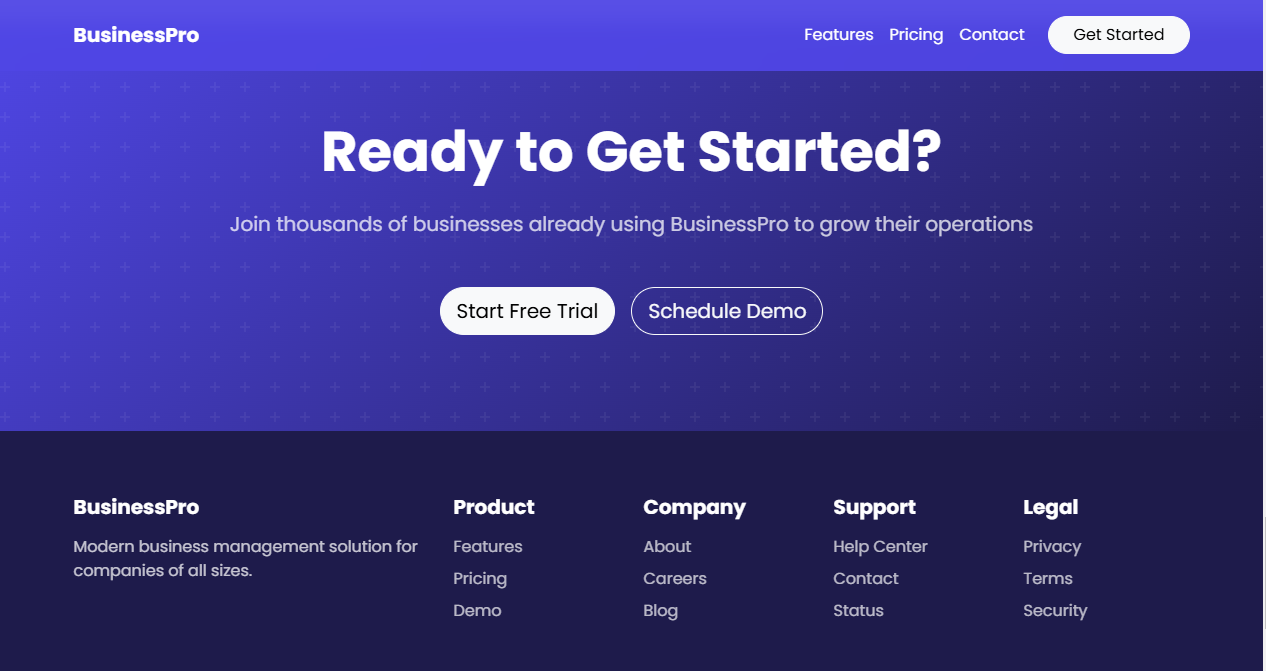 BusinessPro
Features Pricing Contact Get Started
Ready to Get Started?
Join thousands of businesses already using BusinessPro to grow their operations
Start Free Trial Schedule Demo
BusinessPro
Modern business management solution for
companies of all sizes.
Product
Features
Pricing
Demo
Company
About
Careers
Blog
Support
Help Center
Contact
Status
Legal
Privacy
Terms
Security